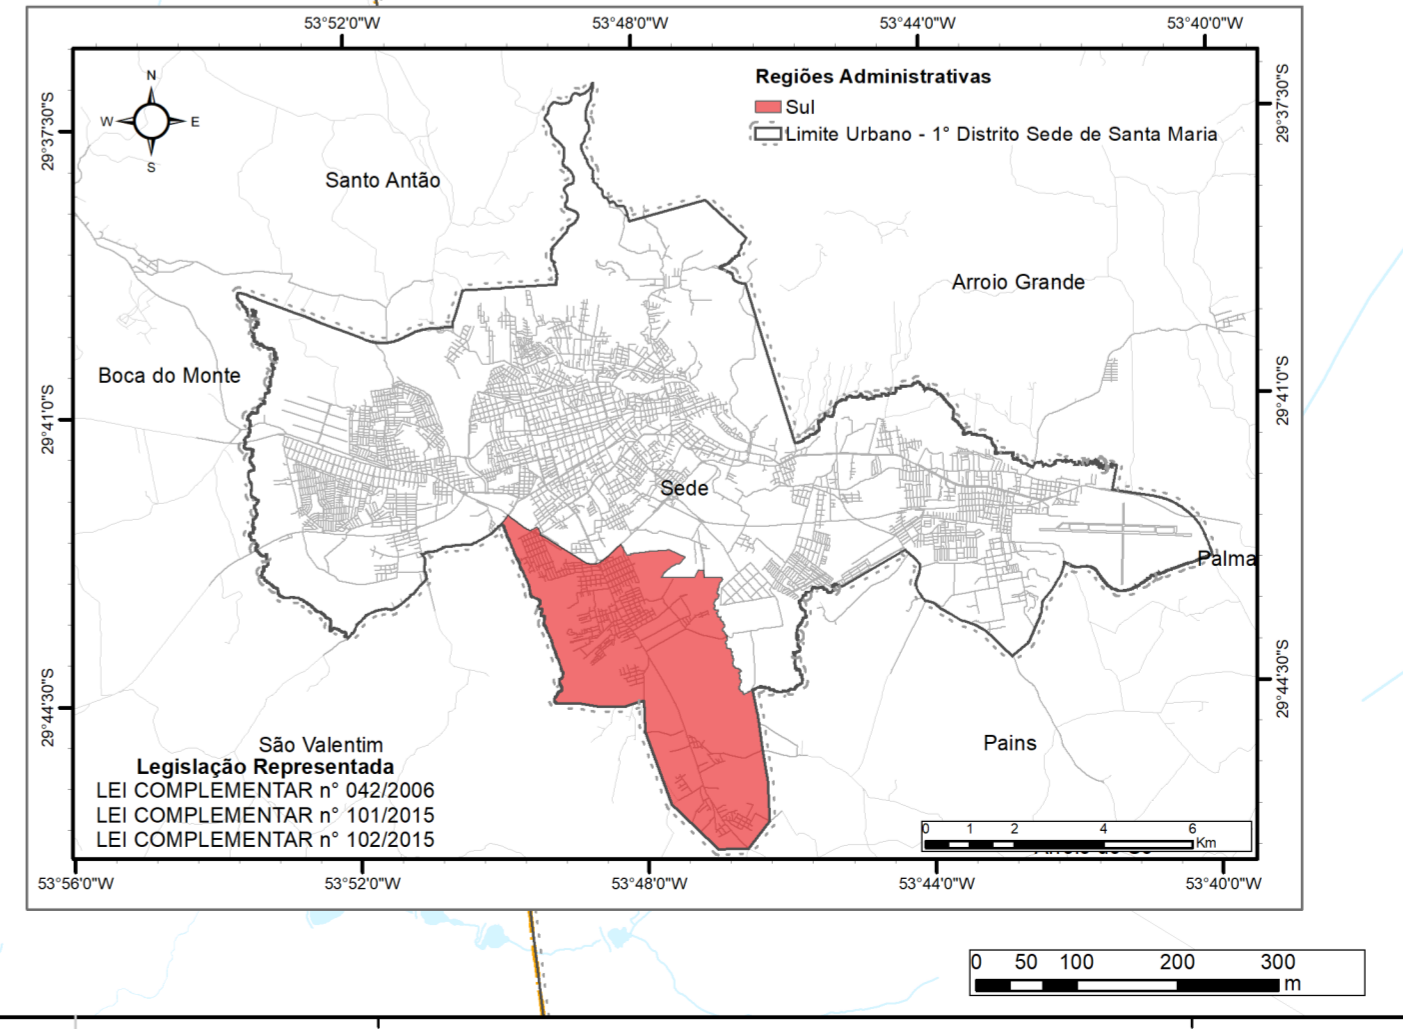 53°52'0"W 53°48'0"W 53°44'0"W 53°40'0"W
29°37'30"S
29°37'30"S
N
W E
S
Regiões Administrativas
Sul
Limite Urbano - 1° Distrito Sede de Santa Maria
Santo Antão
Arroio Grande
Boca do Monte
29°41'0"S
29°41'0"S
Sede
Palma
29°44'30"S
29°44'30"S
Pains
São Valentim
Legislação Representada
LEI COMPLEMENTAR n° 042/2006
LEI COMPLEMENTAR n° 101/2015
LEI COMPLEMENTAR n° 102/2015
0 1 2 4 6
Km
53°56'0"W 53°52'0"W 53°48'0"W 53°44'0"W 53°40'0"W
0 50 100 200 300
m